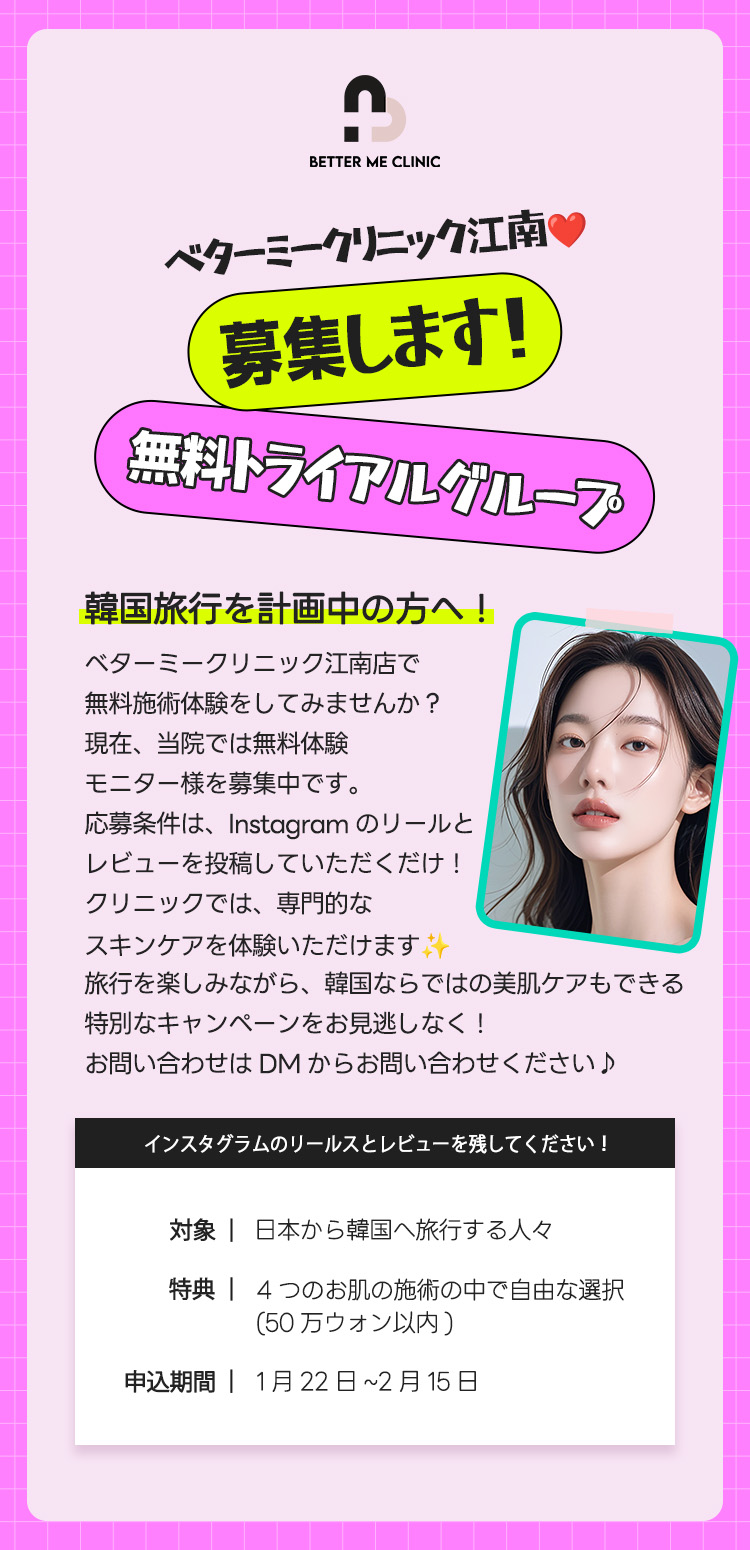 BETTER ME CLINIC
ベターミークリニック江南❤️
募集します!
無料トライアルグループ
韓国旅行を計画中の方へ！
ベターミークリニック江南店で
無料施術体験をしてみませんか？
現在、当院では無料体験
モニター様を募集中です。
応募条件は、Instagram のリールと
レビューを投稿していただくだけ！
クリニックでは、専門的な
スキンケアを体験いただけます✨
旅行を楽しみながら、韓国ならではの美肌ケアもできる
特別なキャンペーンをお見逃しなく！
お問い合わせは DM からお問い合わせください♪
インスタグラムのリールスとレビューを残してください！
対象 | 日本から韓国へ旅行する人々
特典 | 4 つのお肌の施術の中で自由な選択
(50 万ウォン以内 )
申込期間 | 1 月 22 日 ~2 月 15 日